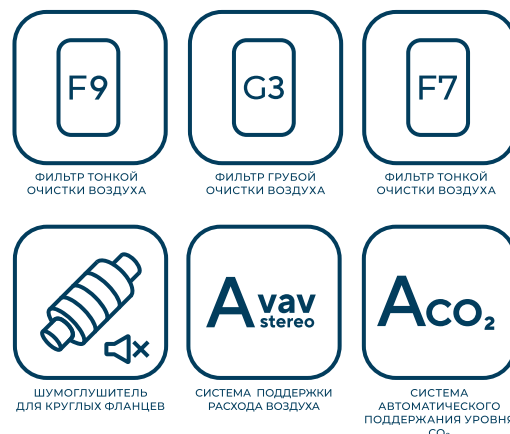 F9
G3
F7
ФИЛЬТР ТОНКОЙ
ОЧИСТКИ ВОЗДУХА
ФИЛЬТР ГРУБОЙ
ОЧИСТКИ ВОЗДУХА
ФИЛЬТР ТОНКОЙ
ОЧИСТКИ ВОЗДУХА
A vav
stereo
Aco₂
ШУМОГЛУШИТЕЛЬ
ДЛЯ КРУГЛЫХ ФЛАНЦЕВ
СИСТЕМА ПОДДЕРЖКИ
РАСХОДА ВОЗДУХА
СИСТЕМА
АВТОМАТИЧЕСКОГО
ПОДДЕРЖАНИЯ УРОВНЯ
CO₂